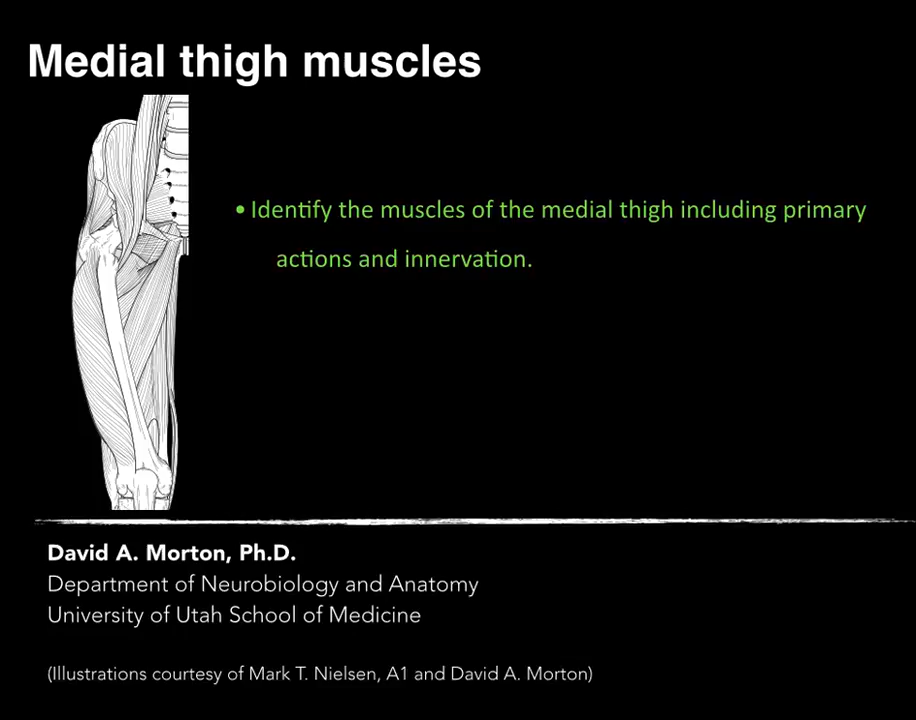 Medial thigh muscles
• Identify the muscles of the medial thigh including primary
actions and innervation.
David A. Morton, Ph.D.
Department of Neurobiology and Anatomy
University of Utah School of Medicine
(Illustrations courtesy of Mark T. Nielsen, A1 and David A. Morton)